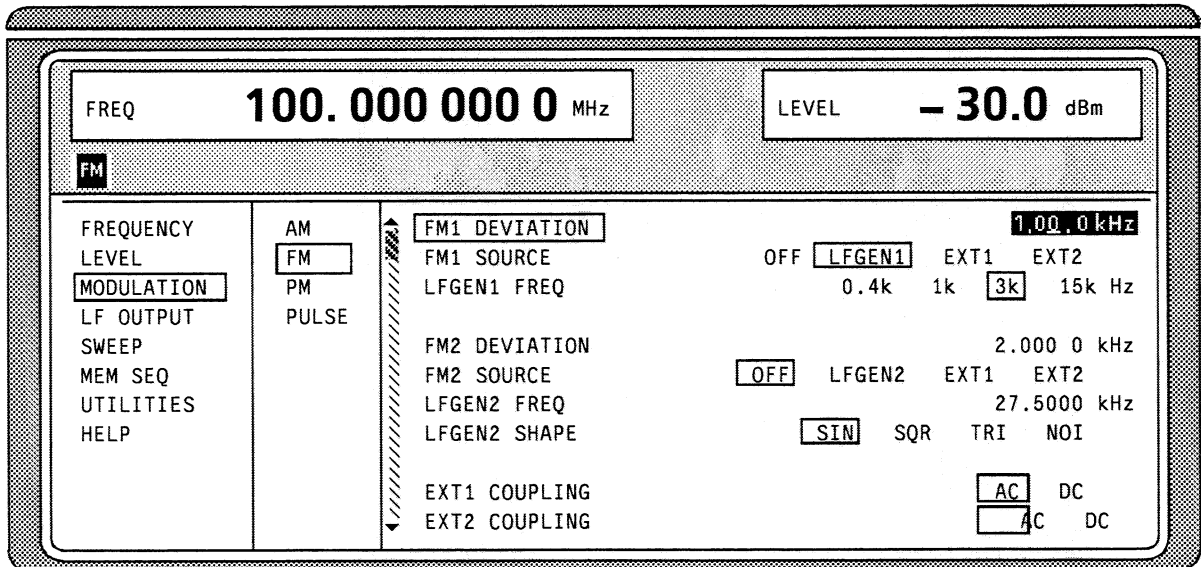 FREQ 100. 000 000 0 MHz LEVEL – 30.0 dBm
FM
FREQUENCY AM FM1 DEVIATION 1.00.0 kHz
LEVEL FM FM1 SOURCE OFF LFGEN1 EXT1 EXT2
MODULATION PM LFGEN1 FREQ 0.4k 1k 3k 15k Hz
LF OUTPUT PULSE
SWEEP FM2 DEVIATION 2.000 0 kHz
MEM SEQ FM2 SOURCE OFF LFGEN2 EXT1 EXT2
UTILITIES LFGEN2 FREQ 27.5000 kHz
HELP LFGEN2 SHAPE SIN SQR TRI NOI
EXT1 COUPLING AC DC
EXT2 COUPLING AC DC